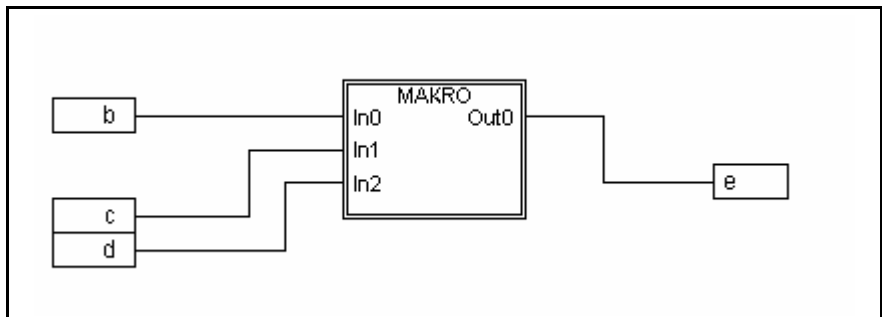 MAKRO
b
In0 Out0
In1
In2
e
c
d